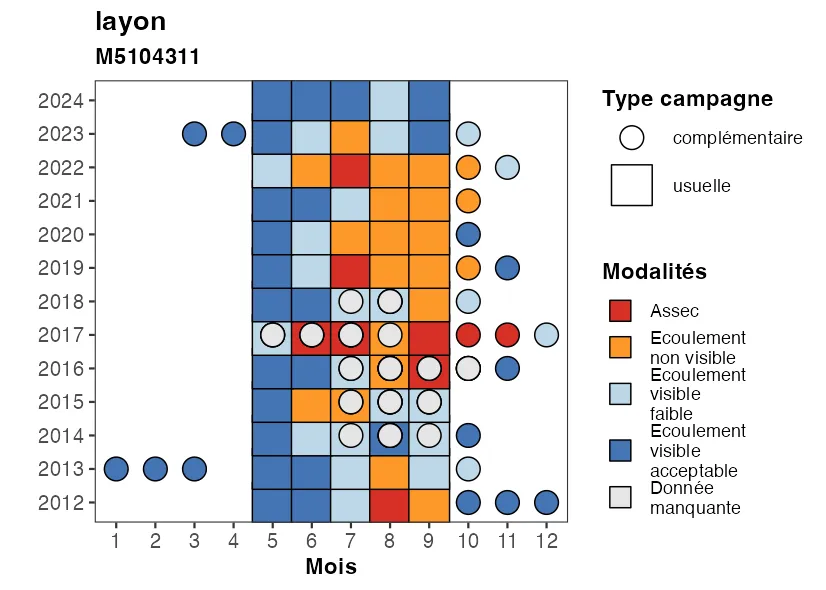 layon
M5104311
2024
2023
2022
2021
2020
2019
2018
2017
2016
2015
2014
2013
2012
1 2 3 4 5 6 7 8 9 10 11 12
Mois
Type campagne
complémentaire
usuelle
Modalités
Assec
Ecoulement
non visible
Ecoulement
visible
faible
Ecoulement
visible
acceptable
Donnée
manquante